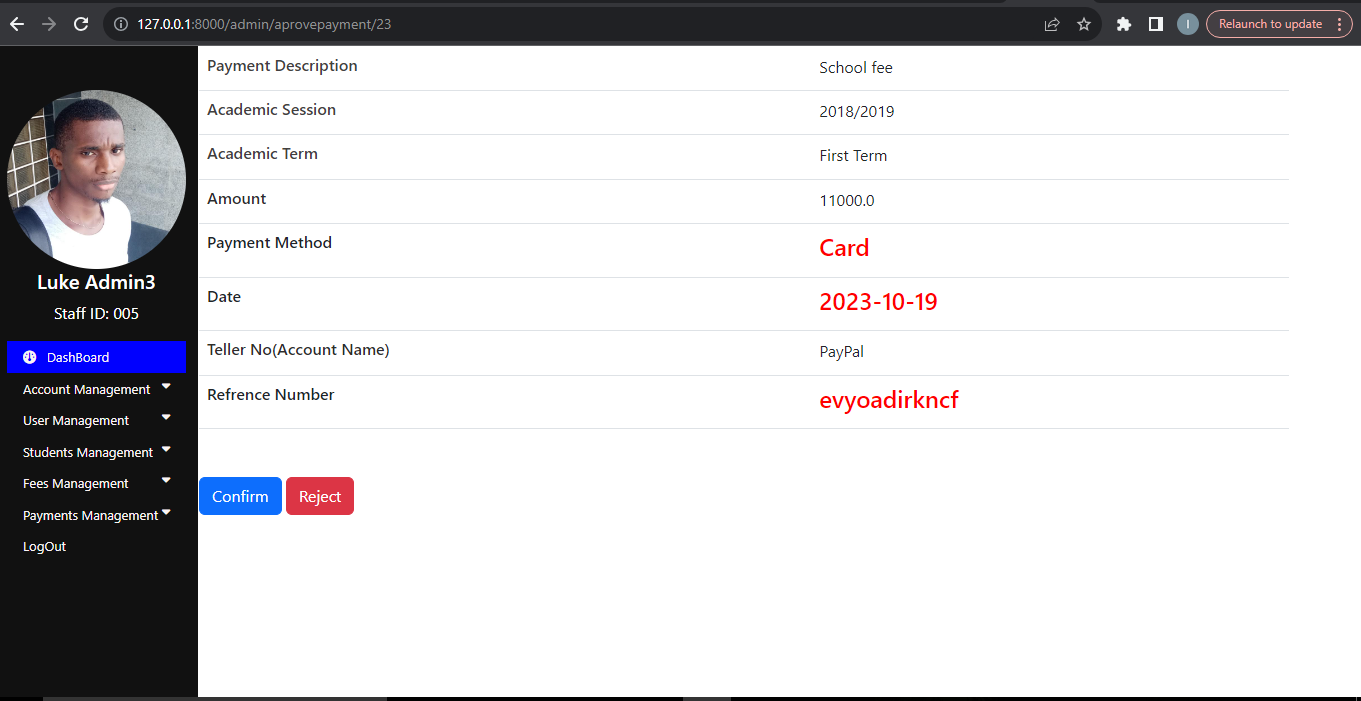 127.0.0.1:8000/admin/aprovepayment/23
I
Relaunch to update
Luke Admin3
Staff ID: 005
DashBoard
Account Management
User Management
Students Management
Fees Management
Payments Management
LogOut
Payment Description School fee
Academic Session 2018/2019
Academic Term First Term
Amount 11000.0
Payment Method Card
Date 2023-10-19
Teller No(Account Name) PayPal
Refrence Number evyoadirkncf
Confirm Reject